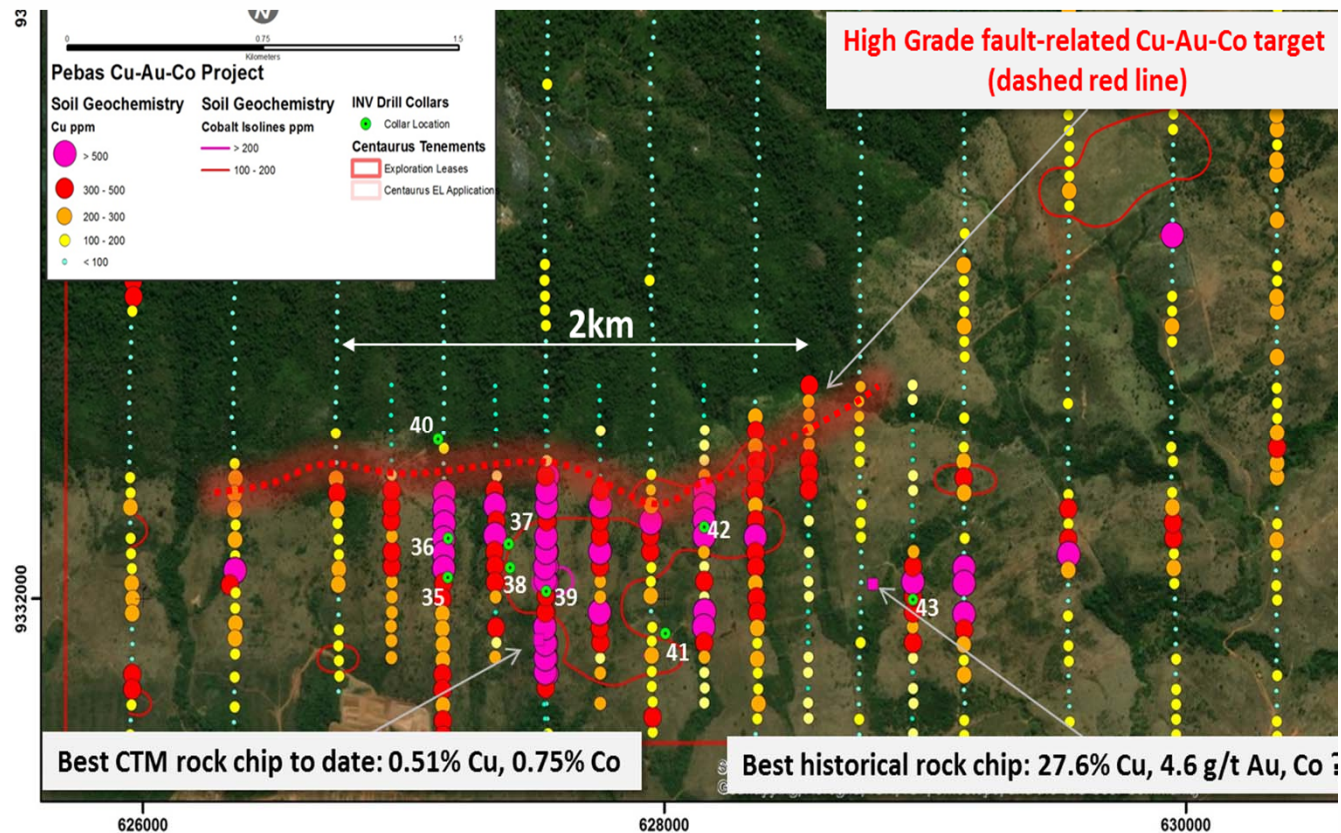 N
0
0.75
1.5
Kilometers
Pebas Cu-Au-Co Project
Soil Geochemistry
Cu ppm
> 500
300 - 500
200 - 300
100 - 200
< 100
Soil Geochemistry
Cobalt Isolines ppm
> 200
100 - 200
INV Drill Collars
Collar Location
Centaurus Tenements
Exploration Leases
Centaurus EL Application
High Grade fault-related Cu-Au-Co target
(dashed red line)
2km
40
36
37
42
35
38
39
43
41
9332000
Best CTM rock chip to date: 0.51% Cu, 0.75% Co
Best historical rock chip: 27.6% Cu, 4.6 g/t Au, Co ?
626000
628000
630000